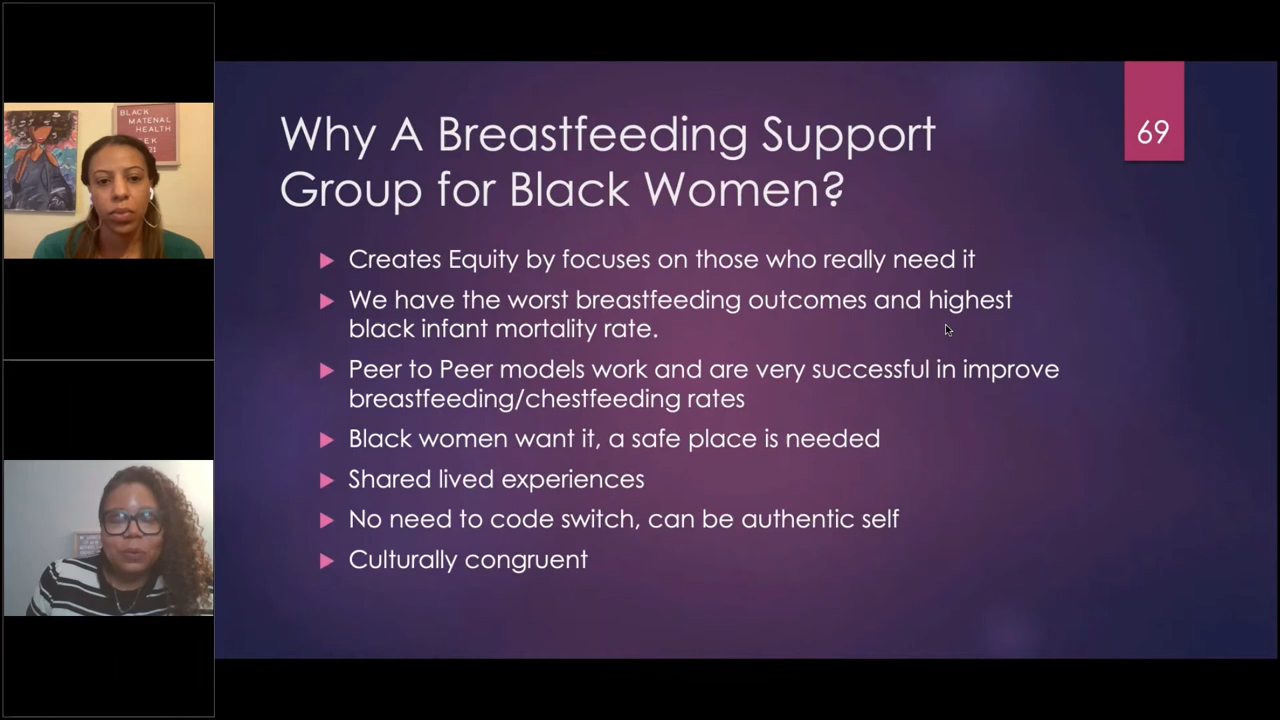 BLACK
MATENAL
HEALTH
EK
21
69
Why A Breastfeeding Support
Group for Black Women?
Creates Equity by focuses on those who really need it
We have the worst breastfeeding outcomes and highest
black infant mortality rate.
Peer to Peer models work and are very successful in improve
breastfeeding/chestfeeding rates
Black women want it, a safe place is needed
Shared lived experiences
No need to code switch, can be authentic self
Culturally congruent